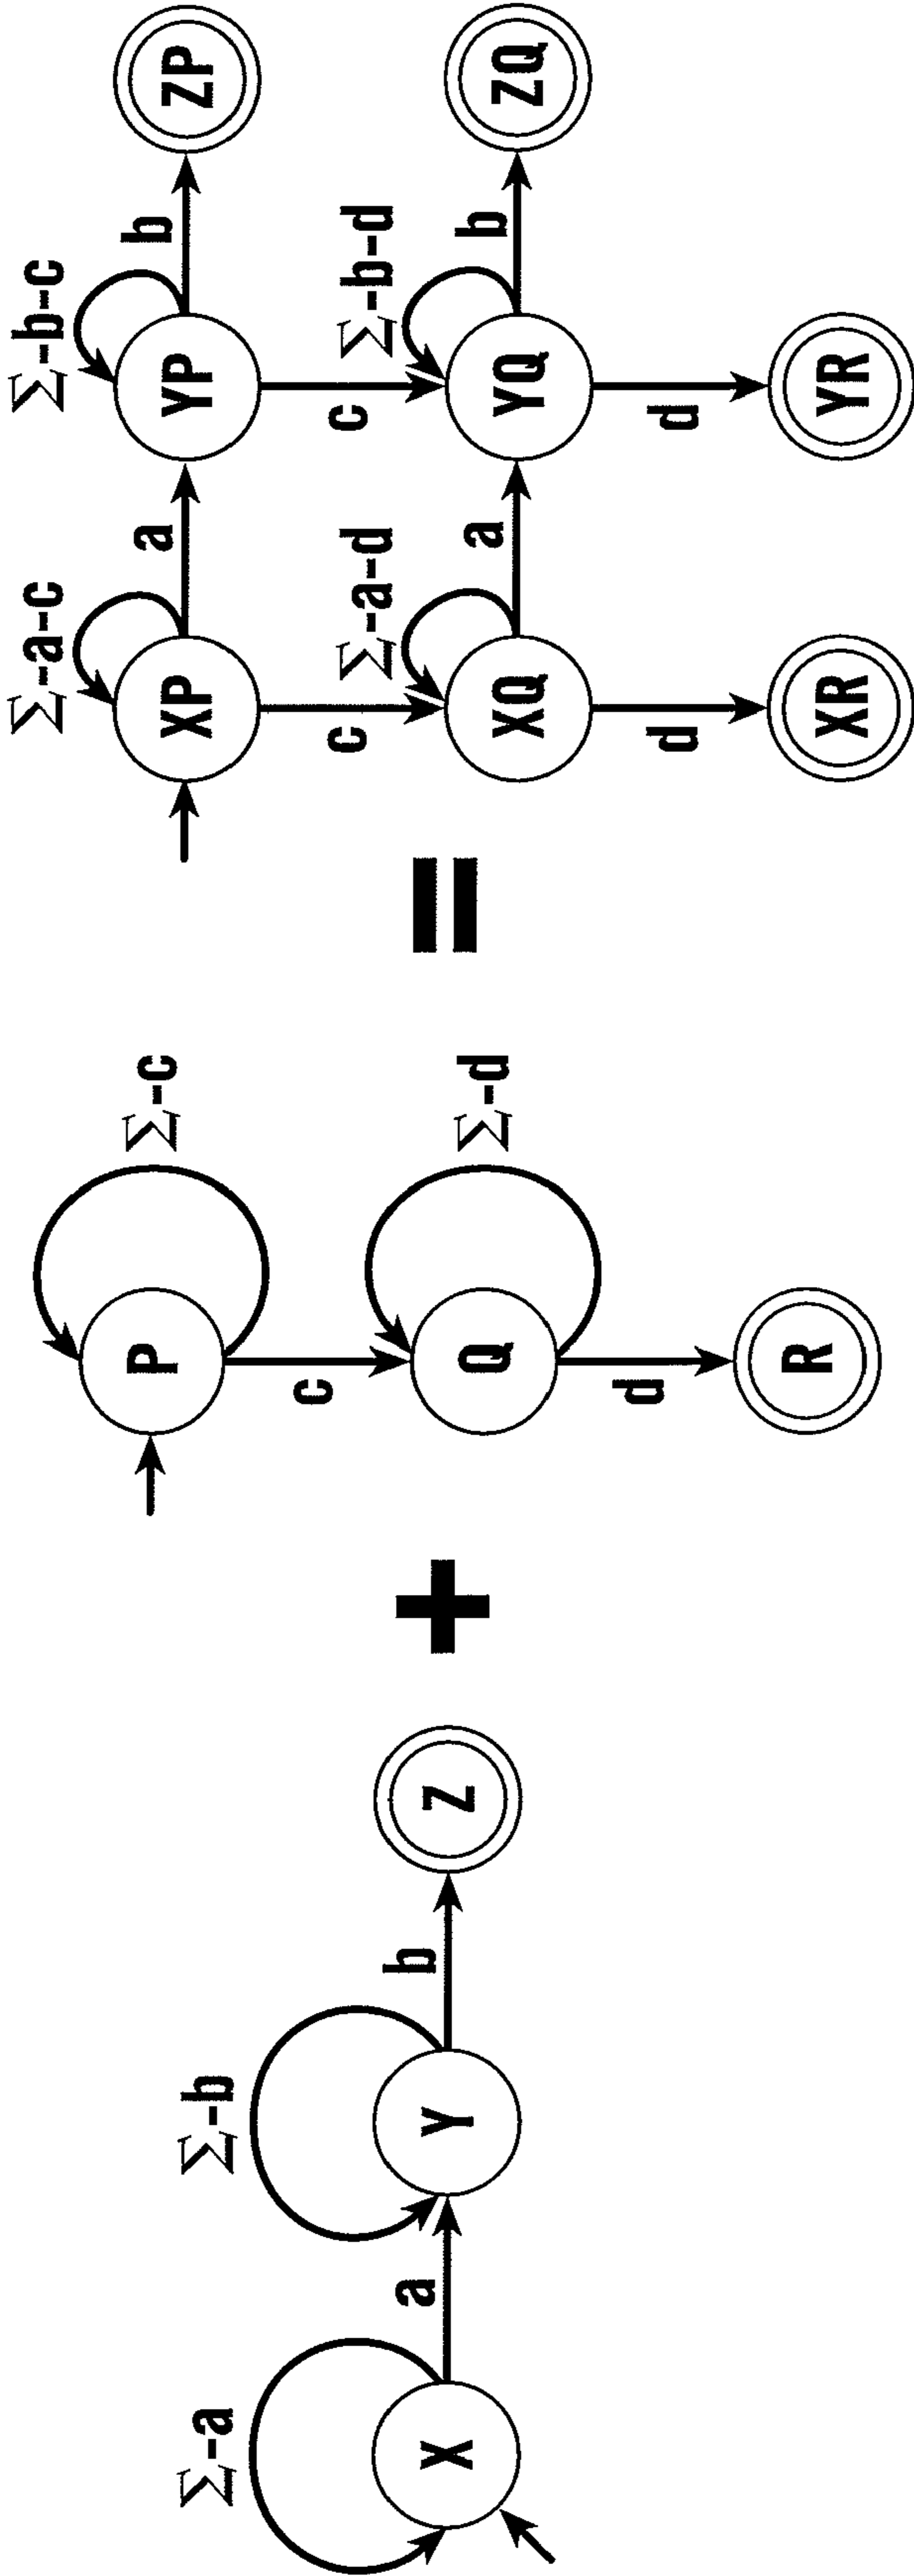 Σ-a
X
a
Σ-b
Y
b
Z
+
P
Σ-c
c
Q
Σ-d
d
R
=
Σ-a-c
XP
a
Σ-b-c
YP
b
ZP
c
c
Σ-a-d
XQ
a
Σ-b-d
YQ
b
ZQ
d
d
XR
YR